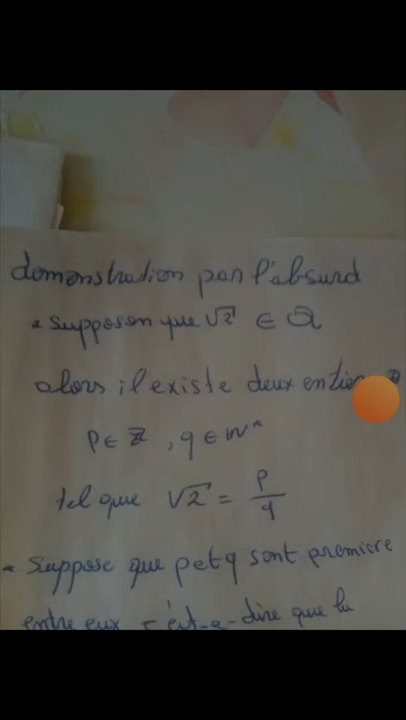 domonstration par l'absurd
* Supposon que √2 ∈ Q
alors il existe deux entier
P ∈ Z , q ∈ IN*
tel que √2 = P/q
* Suppose que p et q sont premiere
entre eux c'est-a-dire que la